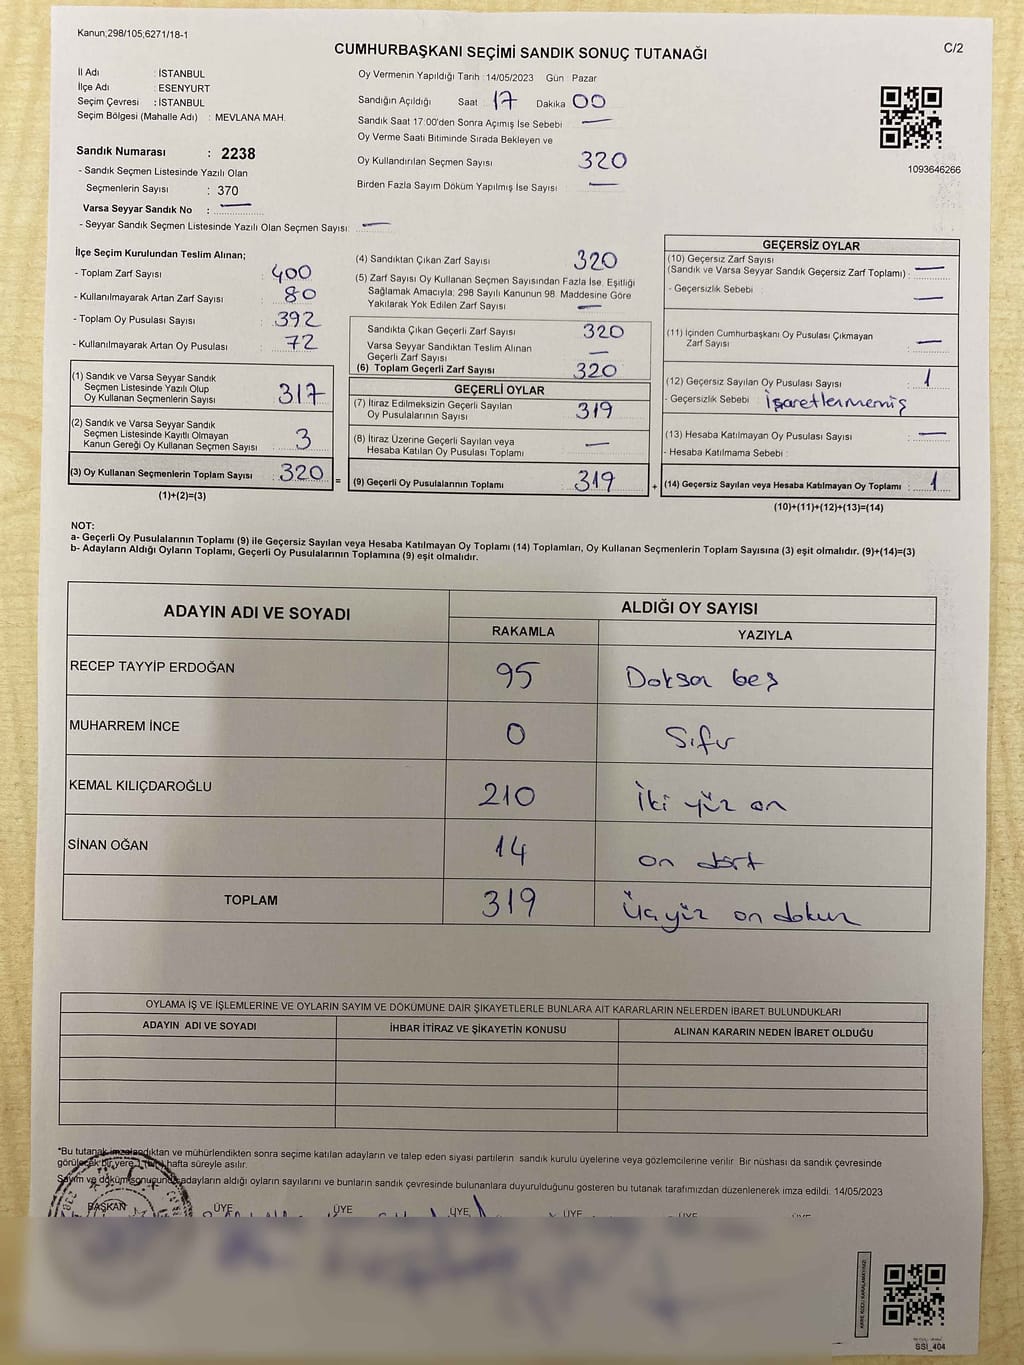 Kanun;298/105;6271/18-1
C/2
CUMHURBAŞKANI SEÇİMİ SANDIK SONUÇ TUTANAĞI
İl Adı : İSTANBUL
İlçe Adı : ESENYURT
Seçim Çevresi : İSTANBUL
Seçim Bölgesi (Mahalle Adı) : MEVLANA MAH.
Sandık Numarası : 2238
- Sandık Seçmen Listesinde Yazılı Olan
Seçmenlerin Sayısı : 370
Varsa Seyyar Sandık No : —
- Seyyar Sandık Seçmen Listesinde Yazılı Olan Seçmen Sayısı: —
Oy Vermenin Yapıldığı Tarih : 14/05/2023 Gün : Pazar
Sandığın Açıldığı Saat 17 Dakika 00
Sandık Saat 17:00'den Sonra Açımış İse Sebebi —
Oy Verme Saati Bitiminde Sırada Bekleyen ve
Oy Kullandırılan Seçmen Sayısı 320
Birden Fazla Sayım Döküm Yapılmış İse Sayısı —
1093646266
İlçe Seçim Kurulundan Teslim Alınan;
- Toplam Zarf Sayısı : 400
- Kullanılmayarak Artan Zarf Sayısı : 80
- Toplam Oy Pusulası Sayısı : 392
- Kullanılmayarak Artan Oy Pusulası : 72
(1) Sandık ve Varsa Seyyar Sandık
Seçmen Listesinde Yazılı Olup
Oy Kullanan Seçmenlerin Sayısı : 317
(2) Sandık ve Varsa Seyyar Sandık
Seçmen Listesinde Kayıtlı Olmayan
Kanun Gereği Oy Kullanan Seçmen Sayısı : 3
(3) Oy Kullanan Seçmenlerin Toplam Sayısı : 320
(1)+(2)=(3)
=
(4) Sandıktan Çıkan Zarf Sayısı 320
(5) Zarf Sayısı Oy Kullanan Seçmen Sayısından Fazla İse, Eşitliği
Sağlamak Amacıyla; 298 Sayılı Kanunun 98. Maddesine Göre
Yakılarak Yok Edilen Zarf Sayısı —
Sandıkta Çıkan Geçerli Zarf Sayısı 320
Varsa Seyyar Sandıktan Teslim Alınan
Geçerli Zarf Sayısı —
(6) Toplam Geçerli Zarf Sayısı 320
GEÇERLİ OYLAR
(7) İtiraz Edilmeksizin Geçerli Sayılan
Oy Pusulalarının Sayısı 319
(8) İtiraz Üzerine Geçerli Sayılan veya
Hesaba Katılan Oy Pusulası Toplamı —
(9) Geçerli Oy Pusulalarının Toplamı 319
+
GEÇERSİZ OYLAR
(10) Geçersiz Zarf Sayısı
(Sandık ve Varsa Seyyar Sandık Geçersiz Zarf Toplamı) : —
- Geçersizlik Sebebi : —
(11) İçinden Cumhurbaşkanı Oy Pusulası Çıkmayan
Zarf Sayısı : —
(12) Geçersiz Sayılan Oy Pusulası Sayısı : 1
- Geçersizlik Sebebi : İşaretlenmemiş
(13) Hesaba Katılmayan Oy Pusulası Sayısı : —
- Hesaba Katılmama Sebebi :
(14) Geçersiz Sayılan veya Hesaba Katılmayan Oy Toplamı : 1
(10)+(11)+(12)+(13)=(14)
NOT:
a- Geçerli Oy Pusulalarının Toplamı (9) ile Geçersiz Sayılan veya Hesaba Katılmayan Oy Toplamı (14) Toplamları, Oy Kullanan Seçmenlerin Toplam Sayısına (3) eşit olmalıdır. (9)+(14)=(3)
b- Adayların Aldığı Oyların Toplamı, Geçerli Oy Pusulalarının Toplamına (9) eşit olmalıdır.
ADAYIN ADI VE SOYADI
ALDIĞI OY SAYISI
RAKAMLA YAZIYLA
RECEP TAYYİP ERDOĞAN 95 Doksan beş
MUHARREM İNCE 0 Sıfır
KEMAL KILIÇDAROĞLU 210 İki yüz on
SİNAN OĞAN 14 on dört
TOPLAM 319 Üç yüz on dokuz
OYLAMA İŞ VE İŞLEMLERİNE VE OYLARIN SAYIM VE DÖKÜMÜNE DAİR ŞİKAYETLERLE BUNLARA AİT KARARLARIN NELERDEN İBARET BULUNDUKLARI
ADAYIN ADI VE SOYADI İHBAR İTİRAZ VE ŞİKAYETİN KONUSU ALINAN KARARIN NEDEN İBARET OLDUĞU
*Bu tutanak imzalandıktan ve mühürlendikten sonra seçime katılan adayların ve talep eden siyasi partilerin sandık kurulu üyelerine veya gözlemcilerine verilir. Bir nüshası da sandık çevresinde
görülecek bir yere 1 (bir) hafta süreyle asılır.
Sayım ve döküm sonucunda adayların aldığı oyların sayılarını ve bunların sandık çevresinde bulunanlara duyurulduğunu gösteren bu tutanak tarafımızdan düzenlenerek imza edildi. 14/05/2023
BAŞKAN ÜYE ÜYE ÜYE ÜYE ÜYE
SSI_404